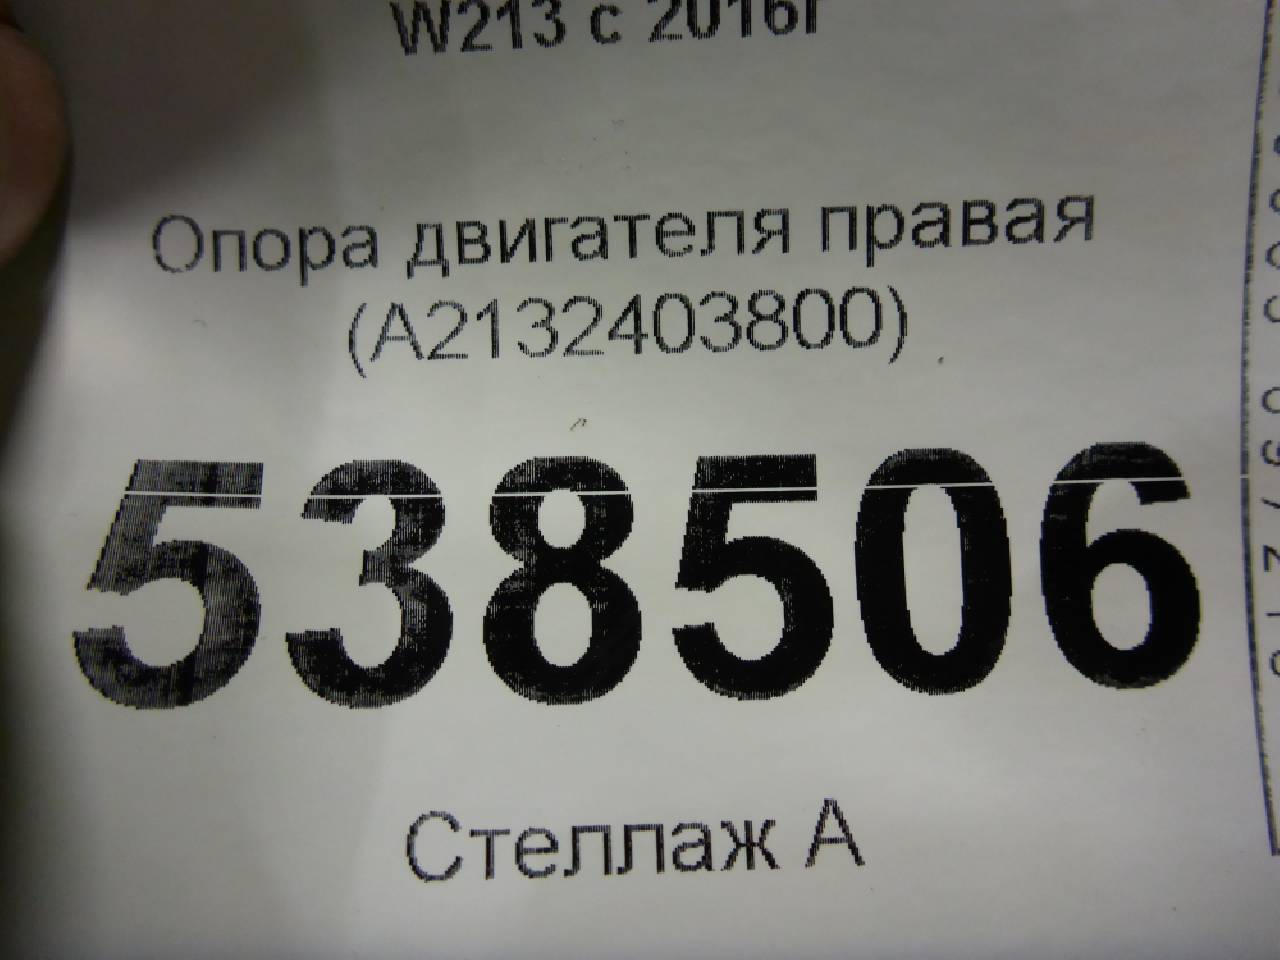 W213 с 2016г
Опора двигателя правая
(A2132403800)
538506
Стеллаж А